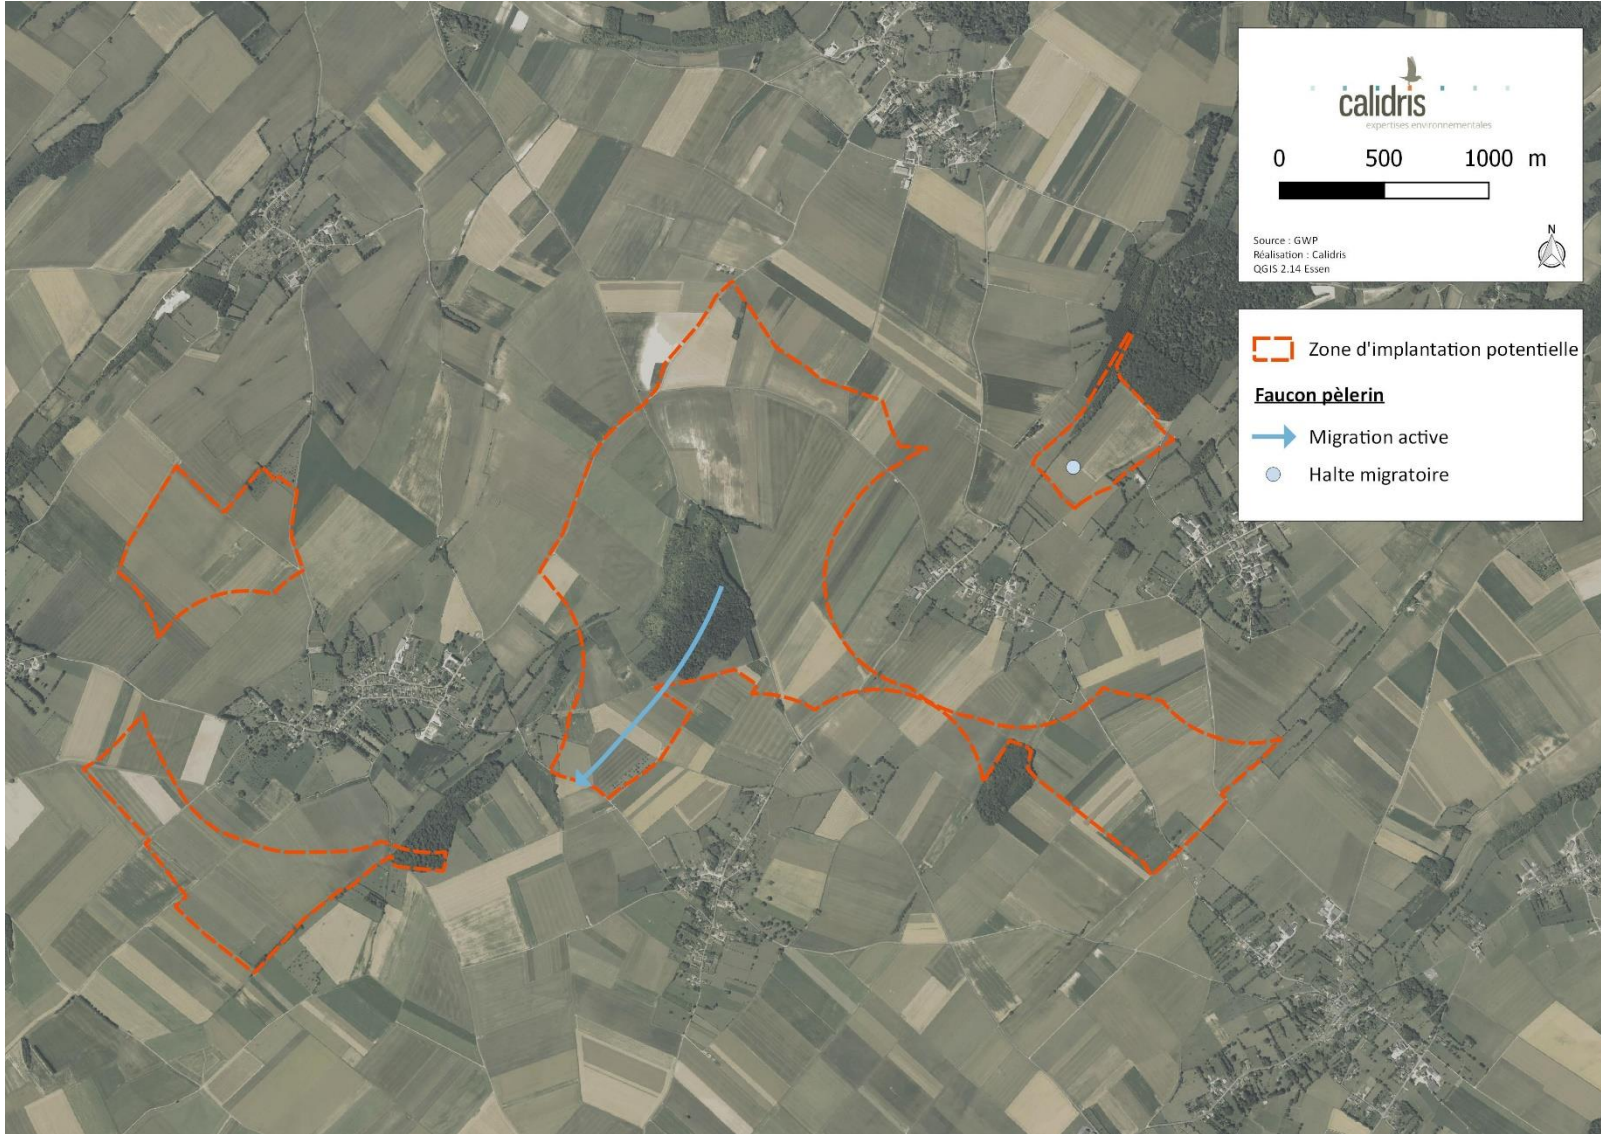 calidris
expertises environnementales
0 500 1000 m
Source : GWP
Réalisation : Calidris
QGIS 2.14 Essen
N
Zone d'implantation potentielle
Faucon pèlerin
Migration active
Halte migratoire